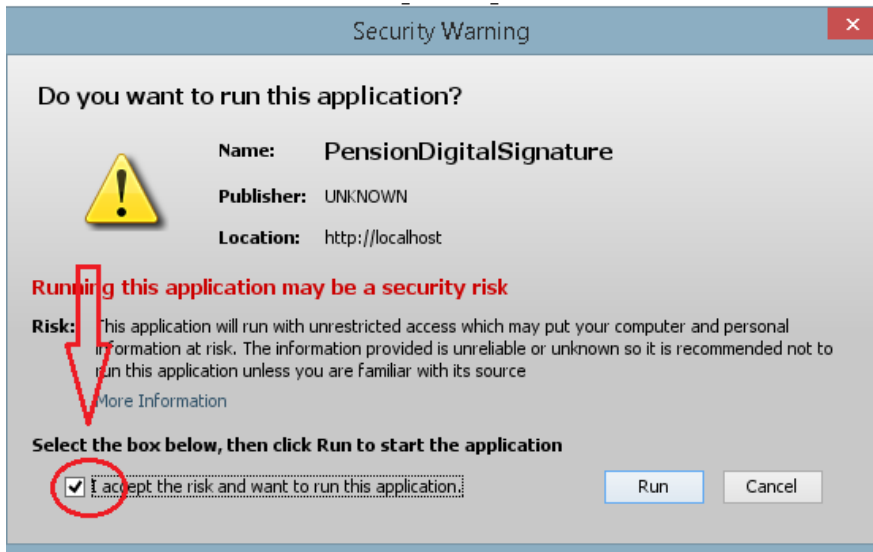 Security Warning
Do you want to run this application?
Name: PensionDigitalSignature
Publisher: UNKNOWN
Location: http://localhost
Running this application may be a security risk
Risk: This application will run with unrestricted access which may put your computer and personal
information at risk. The information provided is unreliable or unknown so it is recommended not to
run this application unless you are familiar with its source
More Information
Select the box below, then click Run to start the application
I accept the risk and want to run this application.
Run
Cancel